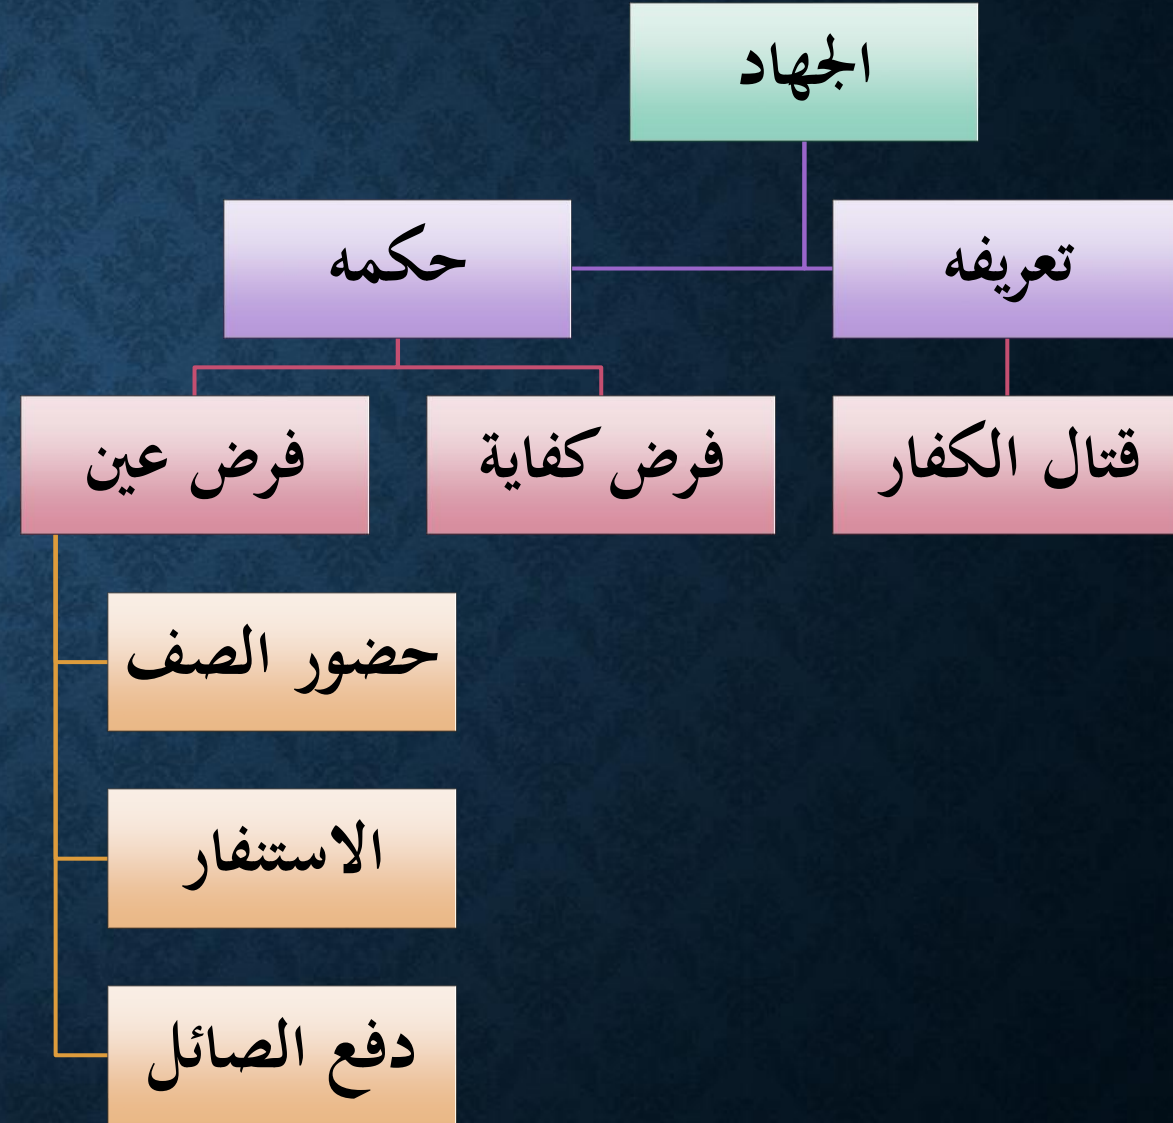 الجهاد
تعريفه
حكمه
قتال الكفار
فرض كفاية
فرض عين
حضور الصف
الاستنفار
دفع الصائل